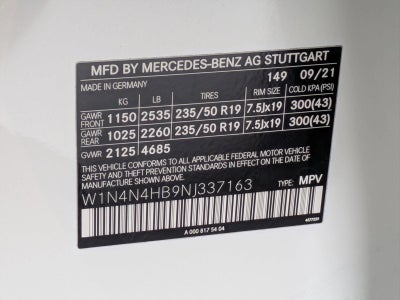 MFD BY MERCEDES-BENZ AG STUTTGART
MADE IN GERMANY 149 09/21
KG LB TIRES RIM SIZE COLD KPA (PSI)
GAWR FRONT 1150 2535 235/50 R19 7.5Jx19 300(43)
GAWR REAR 1025 2260 235/50 R19 7.5Jx19 300(43)
GVWR 2125 4685
THIS VEHICLE CONFORMS TO ALL APPLICABLE FEDERAL MOTOR VEHICLE
SAFETY AND THEFT PREVENTION STANDARDS IN EFFECT ON THE DATE OF
MANUFACTURE SHOWN ABOVE.
W1N4N4HB9NJ337163 TYPE: MPV
A 000 817 54 04